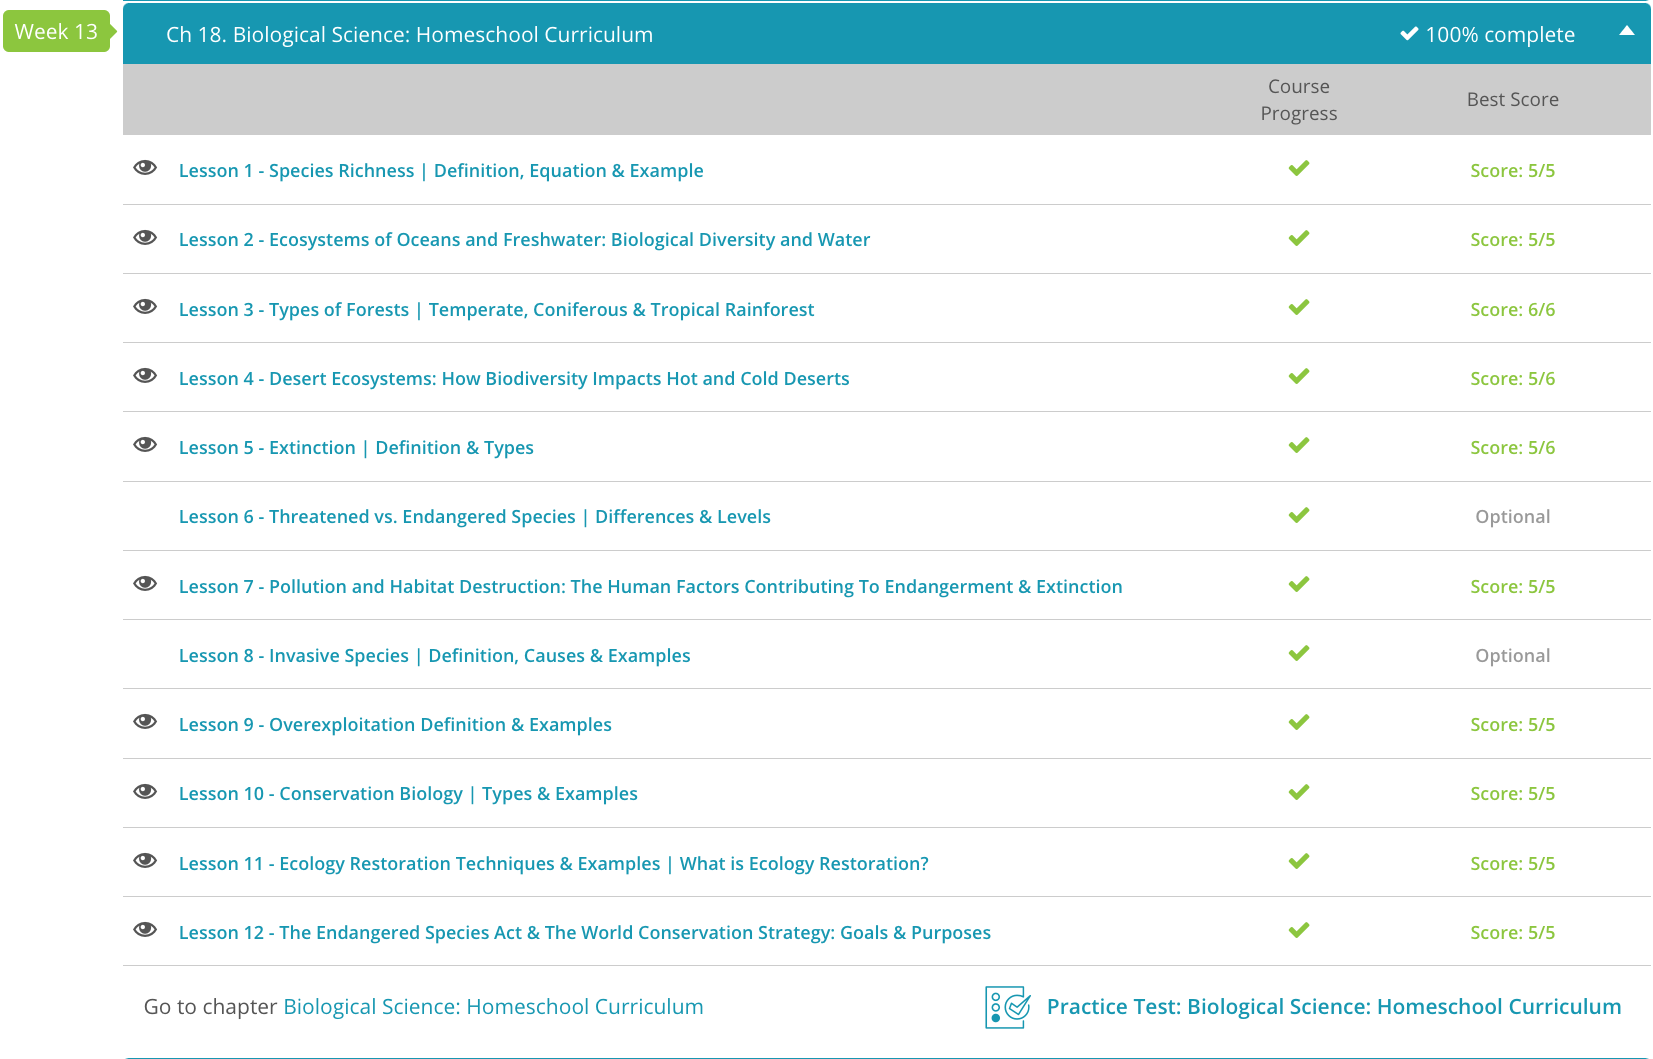 Week 13
Ch 18. Biological Science: Homeschool Curriculum
100% complete
Course
Progress
Best Score
Lesson 1 - Species Richness | Definition, Equation & Example
Score: 5/5
Lesson 2 - Ecosystems of Oceans and Freshwater: Biological Diversity and Water
Score: 5/5
Lesson 3 - Types of Forests | Temperate, Coniferous & Tropical Rainforest
Score: 6/6
Lesson 4 - Desert Ecosystems: How Biodiversity Impacts Hot and Cold Deserts
Score: 5/6
Lesson 5 - Extinction | Definition & Types
Score: 5/6
Lesson 6 - Threatened vs. Endangered Species | Differences & Levels
Optional
Lesson 7 - Pollution and Habitat Destruction: The Human Factors Contributing To Endangerment & Extinction
Score: 5/5
Lesson 8 - Invasive Species | Definition, Causes & Examples
Optional
Lesson 9 - Overexploitation Definition & Examples
Score: 5/5
Lesson 10 - Conservation Biology | Types & Examples
Score: 5/5
Lesson 11 - Ecology Restoration Techniques & Examples | What is Ecology Restoration?
Score: 5/5
Lesson 12 - The Endangered Species Act & The World Conservation Strategy: Goals & Purposes
Score: 5/5
Go to chapter Biological Science: Homeschool Curriculum
Practice Test: Biological Science: Homeschool Curriculum